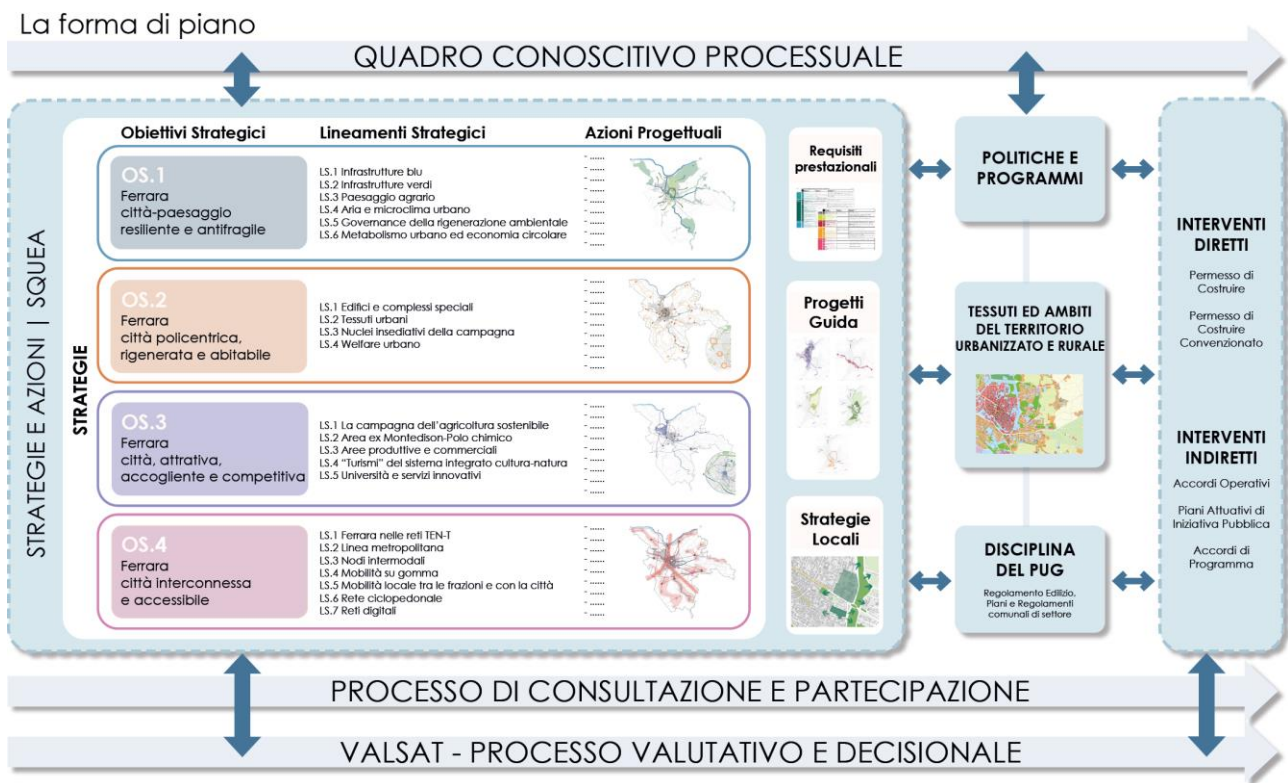 La forma di piano
QUADRO CONOSCITIVO PROCESSUALE
STRATEGIE E AZIONI | SQUEA
STRATEGIE
Obiettivi Strategici
Lineamenti Strategici
Azioni Progettuali
OS.1
Ferrara
città-paesaggio
resiliente e antifragile
LS.1 Infrastrutture blu
LS.2 Infrastrutture verdi
LS.3 Paesaggio agrario
LS.4 Aria e microclima urbano
LS.5 Governance della rigenerazione ambientale
LS.6 Metabolismo urbano ed economia circolare
OS.2
Ferrara
città policentrica,
rigenerata e abitabile
LS.1 Edifici e complessi speciali
LS.2 Tessuti urbani
LS.3 Nuclei insediativi della campagna
LS.4 Welfare urbano
OS.3
Ferrara
città, attrativa,
accogliente e competitiva
LS.1 La campagna dell'agricoltura sostenibile
LS.2 Area ex Montedison-Polo chimico
LS.3 Aree produttive e commerciali
LS.4 "Turismi" del sistema integrato cultura-natura
LS.5 Università e servizi innovativi
OS.4
Ferrara
città interconnessa
e accessibile
LS.1 Ferrara nelle reti TEN-T
LS.2 Linea metropolitana
LS.3 Nodi intermodali
LS.4 Mobilità su gomma
LS.5 Mobilità locale tra le frazioni e con la città
LS.6 Rete ciclopedonale
LS.7 Reti digitali
Requisiti
prestazionali
Progetti
Guida
Strategie
Locali
POLITICHE E
PROGRAMMI
TESSUTI ED AMBITI
DEL TERRITORIO
URBANIZZATO E RURALE
DISCIPLINA
DEL PUG
Regolamento Edilizio,
Piani e Regolamenti
comunali di settore
INTERVENTI
DIRETTI
Permesso di
Costruire
Permesso di
Costruire
Convenzionato
INTERVENTI
INDIRETTI
Accordi Operativi
Piani Attuativi di
Iniziativa Pubblica
Accordi di
Programma
PROCESSO DI CONSULTAZIONE E PARTECIPAZIONE
VALSAT - PROCESSO VALUTATIVO E DECISIONALE